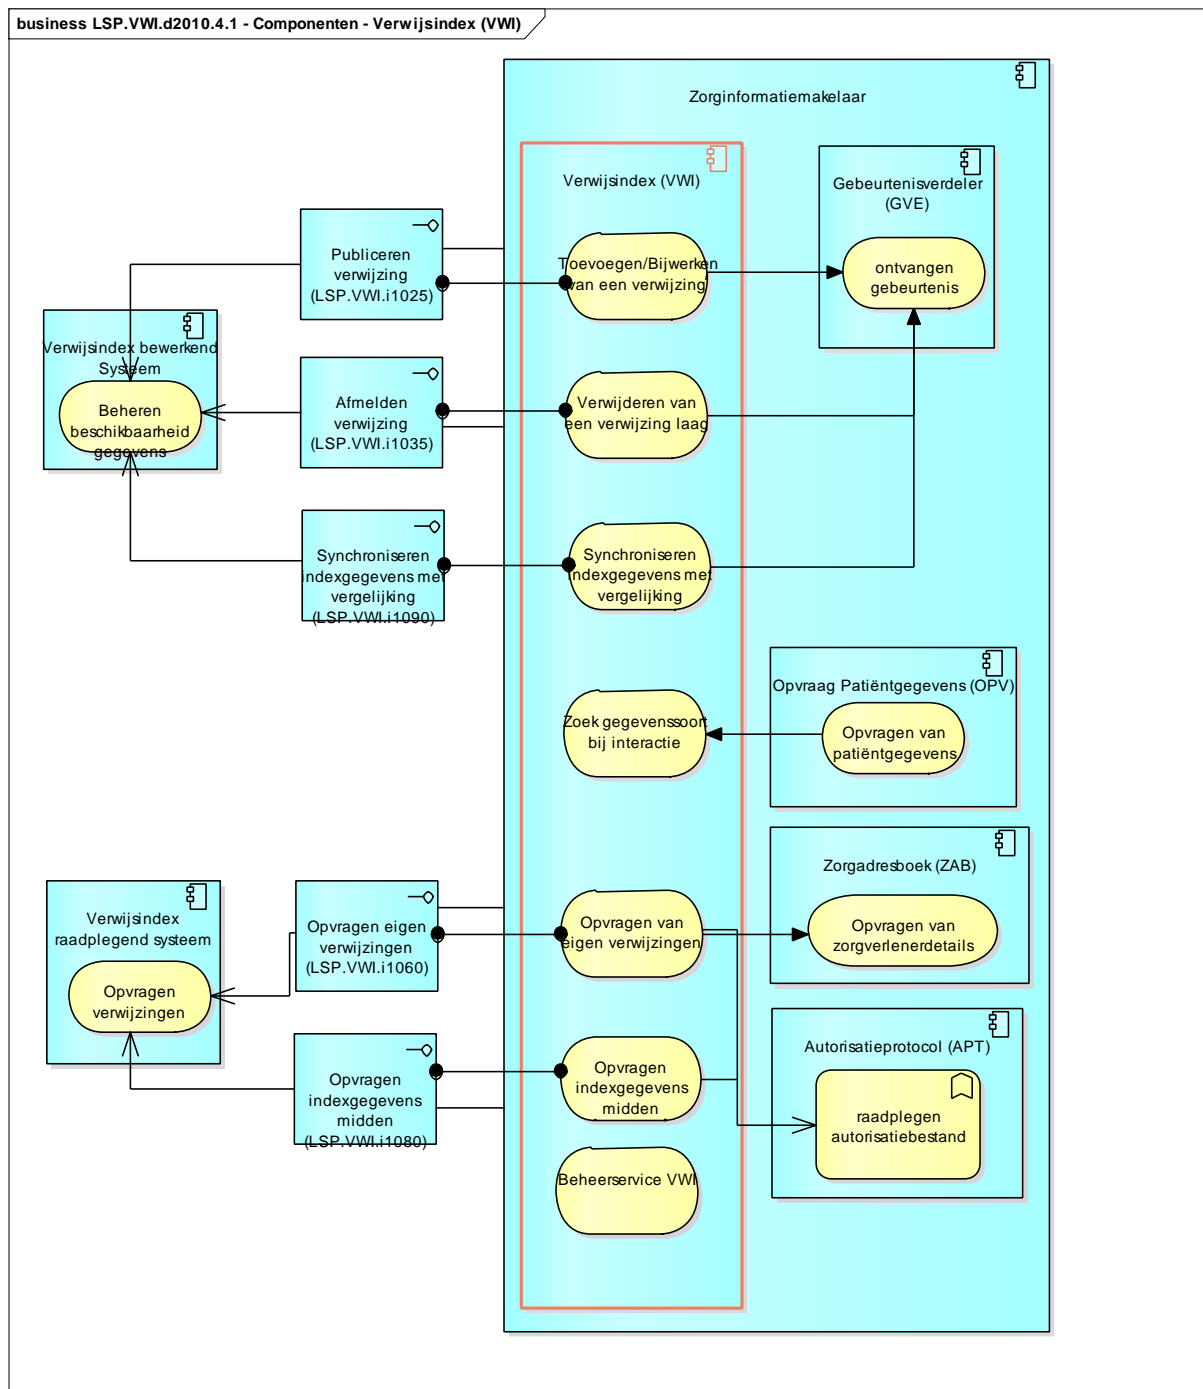 business LSP.VWI.d2010.4.1 - Componenten - Verwijsindex (VWI)
Zorginformatiemakelaar
Verwijsindex (VWI)
Gebeurtenisverdeler
(GVE)
Publiceren
verwijzing
(LSP.VWI.i1025)
Toevoegen/Bijwerken
van een verwijzing
ontvangen
gebeurtenis
Verwijsindex bewerkend
Systeem
Beheren
beschikbaarheid
gegevens
Afmelden
verwijzing
(LSP.VWI.i1035)
Verwijderen van
een verwijzing laag
Synchroniseren
indexgegevens met
vergelijking
(LSP.VWI.i1090)
Synchroniseren
indexgegevens met
vergelijking
Opvraag Patiëntgegevens (OPV)
Zoek gegevenssoort
bij interactie
Opvragen van
patiëntgegevens
Zorgadresboek (ZAB)
Verwijsindex
raadplegend systeem
Opvragen
verwijzingen
Opvragen eigen
verwijzingen
(LSP.VWI.i1060)
Opvragen van
eigen verwijzingen
Opvragen van
zorgverlenerdetails
Autorisatieprotocol (APT)
Opvragen
indexgegevens
midden
(LSP.VWI.i1080)
Opvragen
indexgegevens
midden
raadplegen
autorisatiebestand
Beheerservice VWI